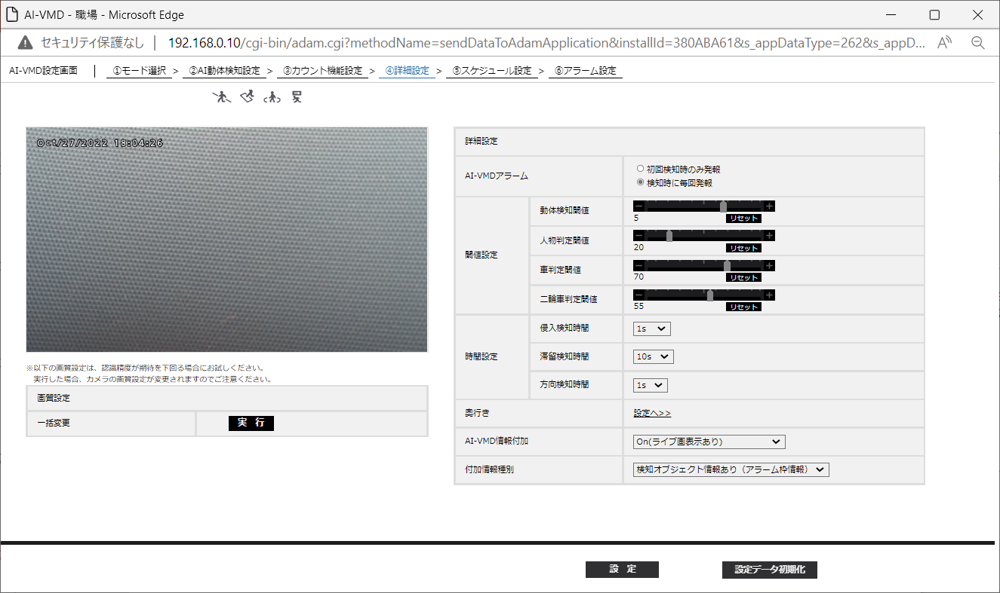 AI-VMD - 職場 - Microsoft Edge
セキュリティ保護なし | 192.168.0.10/cgi-bin/adam.cgi?methodName=sendDataToAdamApplication&installId=380ABA61&s_appDataType=262&s_appD...
AI-VMD設定画面 | ①モード選択 > ②AI動体検知設定 > ③カウント機能設定 > ④詳細設定 > ⑤スケジュール設定 > ⑥アラーム設定
Oct/27/2022 18:04:26
※以下の画質設定は、認識精度が期待を下回る場合にお試しください。
実行した場合、カメラの画質設定が変更されますのでご注意ください。
画質設定
一括変更 実 行
詳細設定
AI-VMDアラーム
初回検知時のみ発報
検知時に毎回発報
閾値設定
動体検知閾値
5 リセット
人物判定閾値
20 リセット
車判定閾値
70 リセット
二輪車判定閾値
55 リセット
時間設定
侵入検知時間 1s
滞留検知時間 10s
方向検知時間 1s
奥行き 設定へ>>
AI-VMD情報付加 On(ライブ画表示あり)
付加情報種別 検知オブジェクト情報あり（アラーム枠情報）
設 定 設定データ初期化